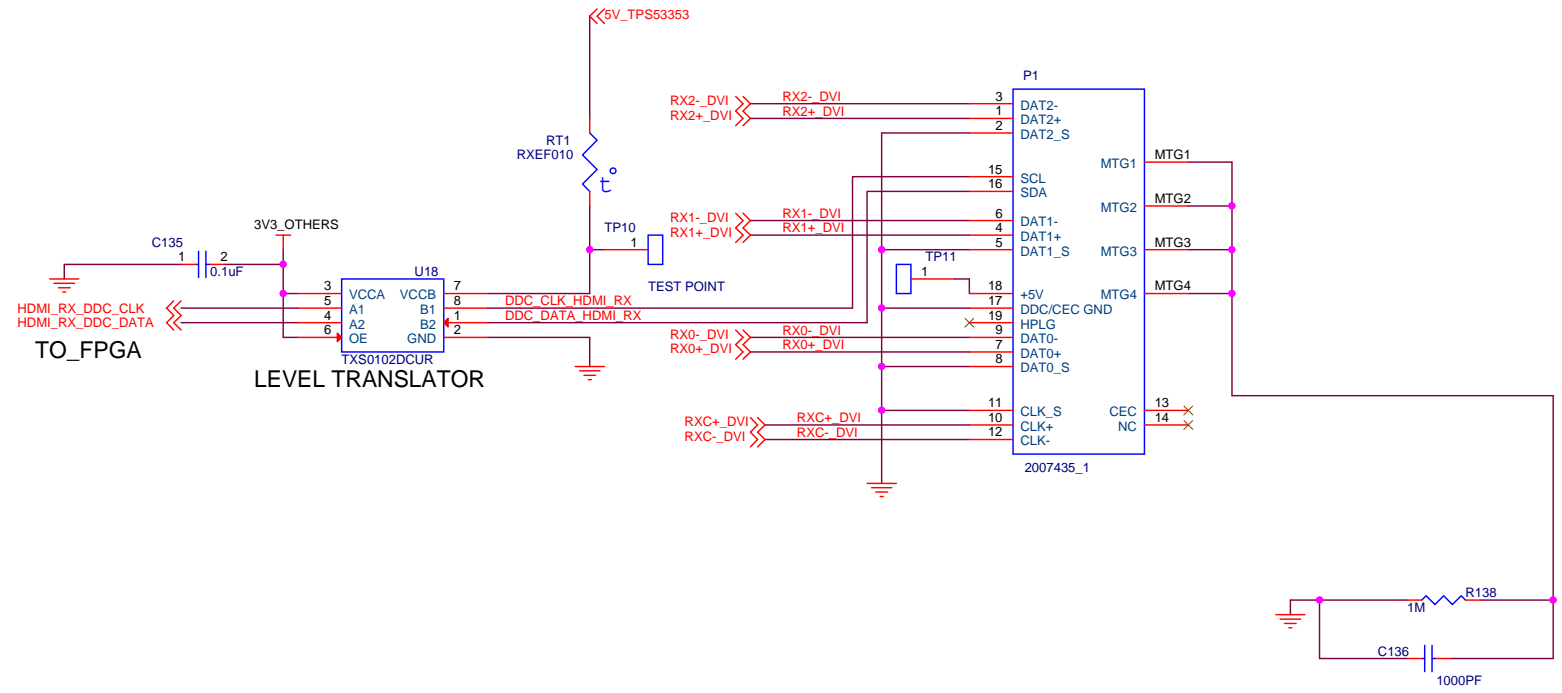 5V_TPS53353
RT1
RXEF010
t°
TP10
1
TEST POINT
3V3_OTHERS
C135
1
2
0.1uF
U18
3
VCCA
VCCB
7
5
A1
B1
8
4
A2
B2
1
6
OE
GND
2
TXS0102DCUR
LEVEL TRANSLATOR
HDMI_RX_DDC_CLK
HDMI_RX_DDC_DATA
TO_FPGA
DDC_CLK_HDMI_RX
DDC_DATA_HDMI_RX
P1
RX2-_DVI
RX2-_DVI
3
DAT2-
RX2+_DVI
RX2+_DVI
1
DAT2+
2
DAT2_S
15
SCL
16
SDA
RX1-_DVI
RX1-_DVI
6
DAT1-
RX1+_DVI
RX1+_DVI
4
DAT1+
5
DAT1_S
TP11
1
18
+5V
17
DDC/CEC GND
19
HPLG
RX0-_DVI
RX0-_DVI
9
DAT0-
RX0+_DVI
RX0+_DVI
7
DAT0+
8
DAT0_S
11
CLK_S
RXC+_DVI
RXC+_DVI
10
CLK+
RXC-_DVI
RXC-_DVI
12
CLK-
MTG1
MTG1
MTG2
MTG2
MTG3
MTG3
MTG4
MTG4
CEC
13
NC
14
2007435_1
1M
R138
C136
1000PF